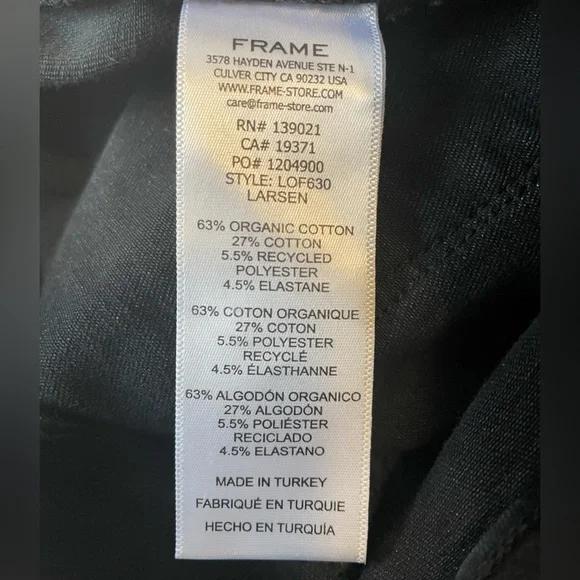 FRAME
3578 HAYDEN AVENUE STE N-1
CULVER CITY CA 90232 USA
WWW.FRAME-STORE.COM
care@frame-store.com
RN# 139021
CA# 19371
PO# 1204900
STYLE: LOF630
LARSEN
63% ORGANIC COTTON
27% COTTON
5.5% RECYCLED
POLYESTER
4.5% ELASTANE
63% COTON ORGANIQUE
27% COTON
5.5% POLYESTER
RECYCLÉ
4.5% ÉLASTHANNE
63% ALGODÓN ORGANICO
27% ALGODÓN
5.5% POLIÉSTER
RECICLADO
4.5% ELASTANO
MADE IN TURKEY
FABRIQUÉ EN TURQUIE
HECHO EN TURQUÍA